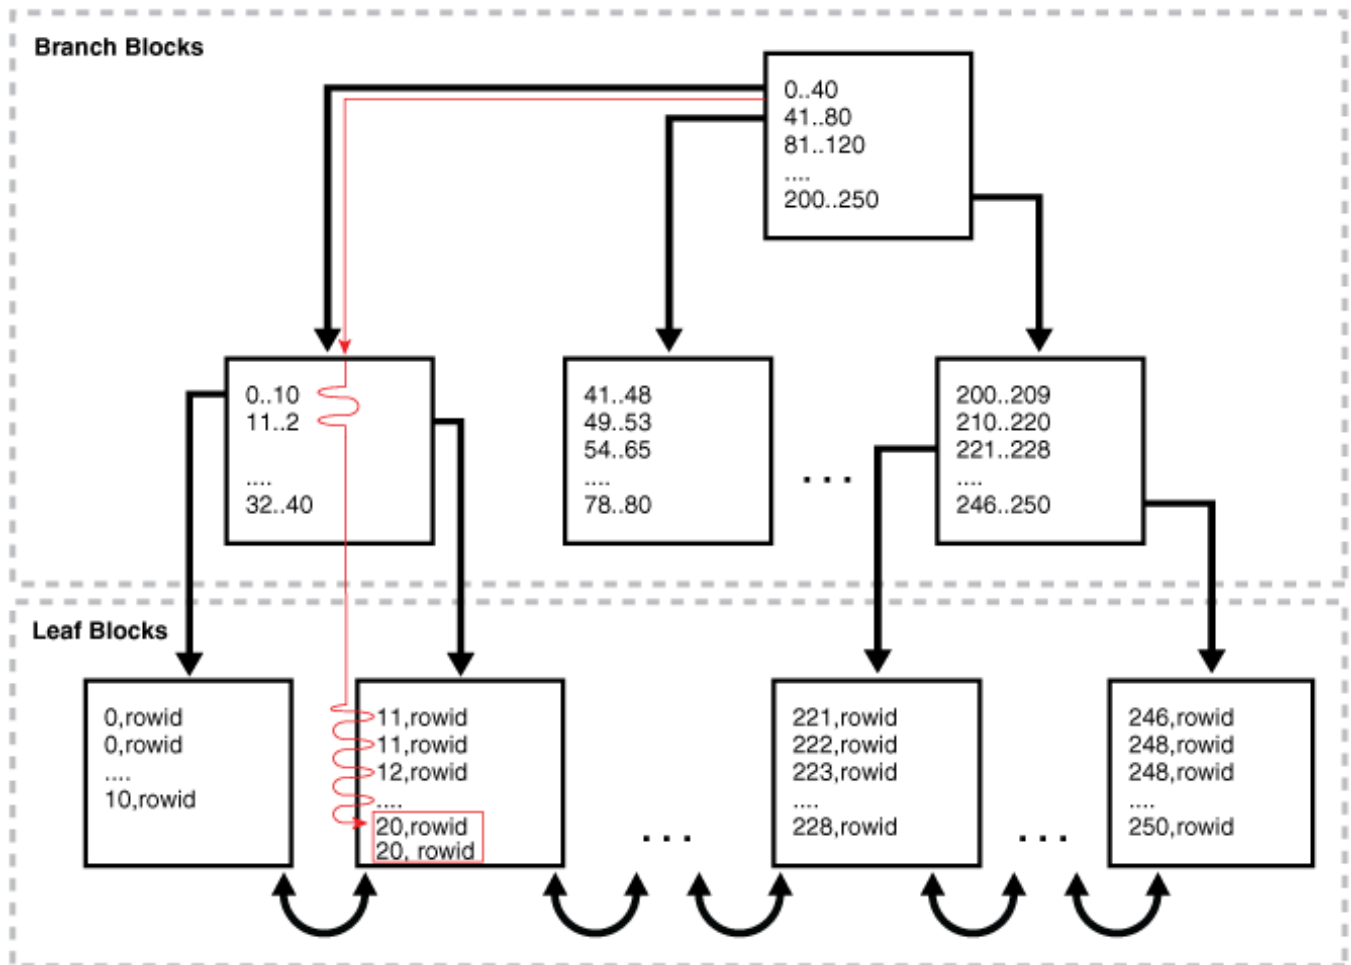 Branch Blocks
0..40
41..80
81..120
....
200..250
0..10
11..2
....
32..40
41..48
49..53
54..65
....
78..80
...
200..209
210..220
221..228
....
246..250
Leaf Blocks
0,rowid
0,rowid
....
10,rowid
11,rowid
11,rowid
12,rowid
....
20,rowid
20, rowid
...
221,rowid
222,rowid
223,rowid
....
228,rowid
...
246,rowid
248,rowid
248,rowid
....
250,rowid